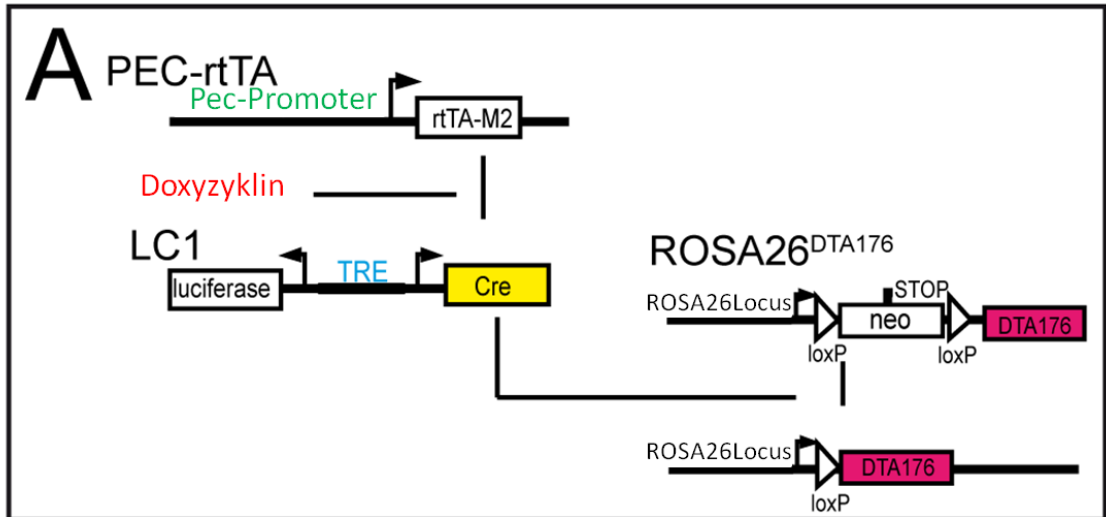 A
PEC-rtTA
Pec-Promoter
rtTA-M2
Doxyzyklin
LC1
luciferase
TRE
Cre
ROSA26DTA176
ROSA26Locus
neo
STOP
DTA176
loxP
loxP
ROSA26Locus
DTA176
loxP